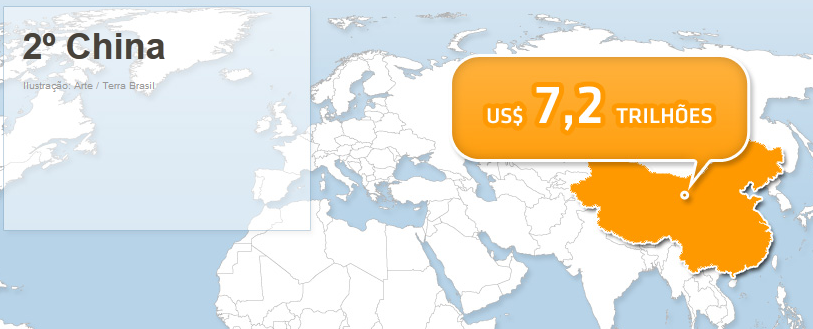 2º China
Ilustração: Arte / Terra Brasil
US$ 7,2 TRILHÕES